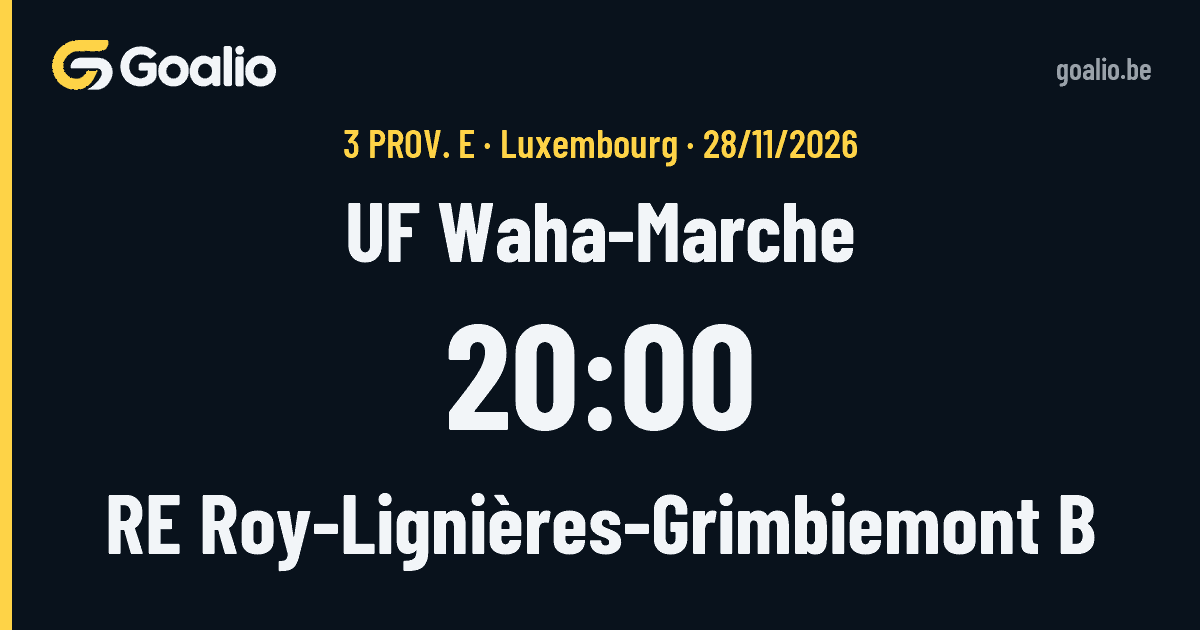 Goalio
goalio.be
3 PROV. E · Luxembourg · 28/11/2026
UF Waha-Marche
20:00
RE Roy-Lignières-Grimbiemont B